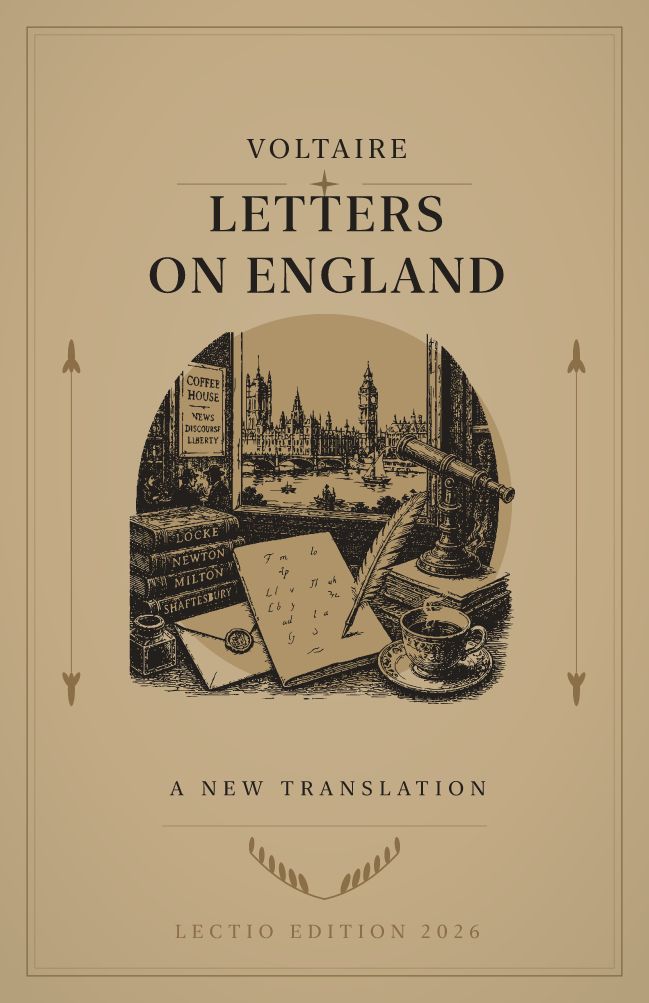 VOLTAIRE
LETTERS
ON ENGLAND
COFFEE
HOUSE
NEWS
DISCOURSE
LIBERTY
LOCKE
NEWTON
MILTON
SHAFTESBURY
A NEW TRANSLATION
LECTIO EDITION 2026